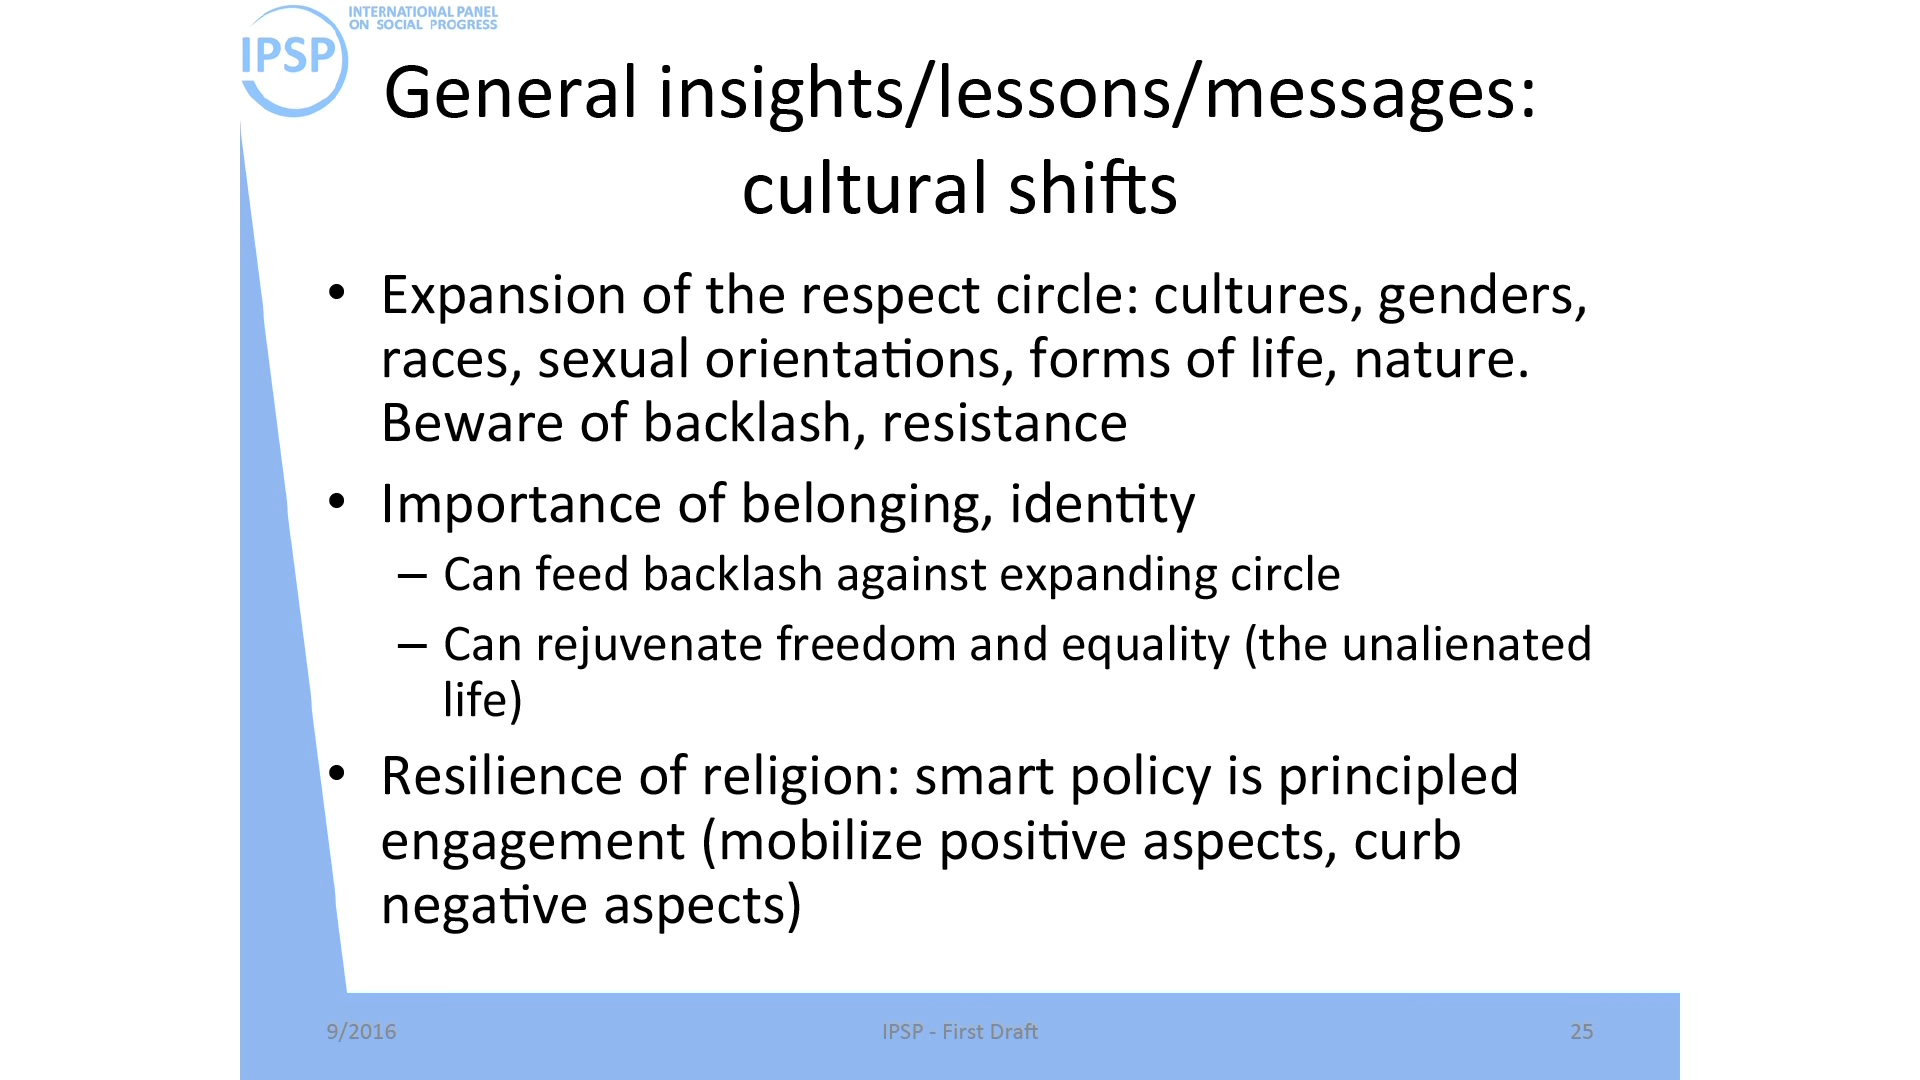 INTERNATIONAL PANEL
ON SOCIAL PROGRESS
IPSP
General insights/lessons/messages:
cultural shifts
• Expansion of the respect circle: cultures, genders,
races, sexual orientations, forms of life, nature.
Beware of backlash, resistance
• Importance of belonging, identity
– Can feed backlash against expanding circle
– Can rejuvenate freedom and equality (the unalienated
life)
• Resilience of religion: smart policy is principled
engagement (mobilize positive aspects, curb
negative aspects)
9/2016
IPSP - First Draft
25